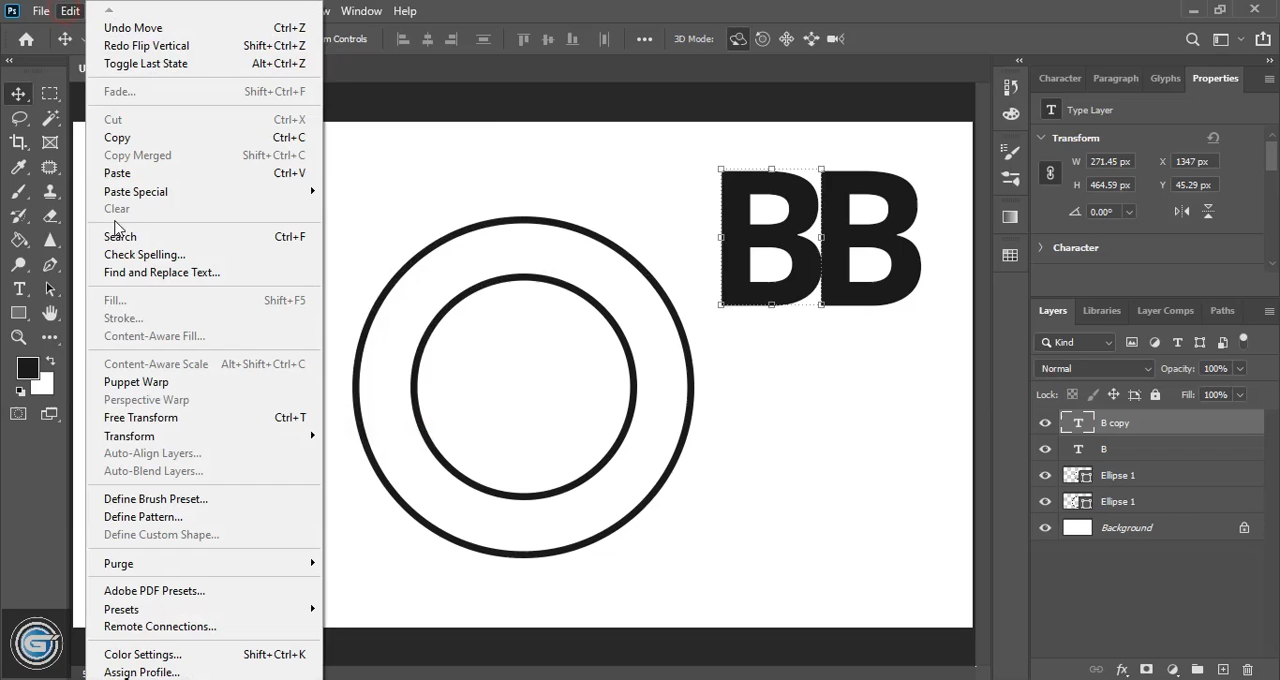 Ps File Edit w Window Help
m Controls 3D Mode:
U
Undo Move Ctrl+Z
Redo Flip Vertical Shift+Ctrl+Z
Toggle Last State Alt+Ctrl+Z
Fade... Shift+Ctrl+F
Cut Ctrl+X
Copy Ctrl+C
Copy Merged Shift+Ctrl+C
Paste Ctrl+V
Paste Special
Clear
Search Ctrl+F
Check Spelling...
Find and Replace Text...
Fill... Shift+F5
Stroke...
Content-Aware Fill...
Content-Aware Scale Alt+Shift+Ctrl+C
Puppet Warp
Perspective Warp
Free Transform Ctrl+T
Transform
Auto-Align Layers...
Auto-Blend Layers...
Define Brush Preset...
Define Pattern...
Define Custom Shape...
Purge
Adobe PDF Presets...
Presets
Remote Connections...
Color Settings... Shift+Ctrl+K
Assign Profile...
BB
Character Paragraph Glyphs Properties
T Type Layer
Transform
W 271.45 px X 1347 px
H 464.59 px Y 45.29 px
0.00°
Character
Layers Libraries Layer Comps Paths
Kind
Normal Opacity: 100%
Lock: Fill: 100%
T B copy
T B
Ellipse 1
Ellipse 1
Background